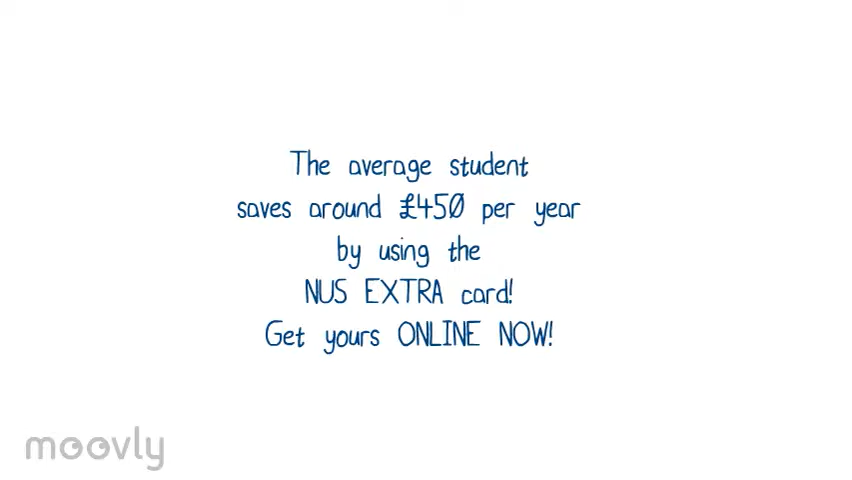 The average student
saves around £450 per year
by using the
NUS EXTRA card!
Get yours ONLINE NOW!
moovly